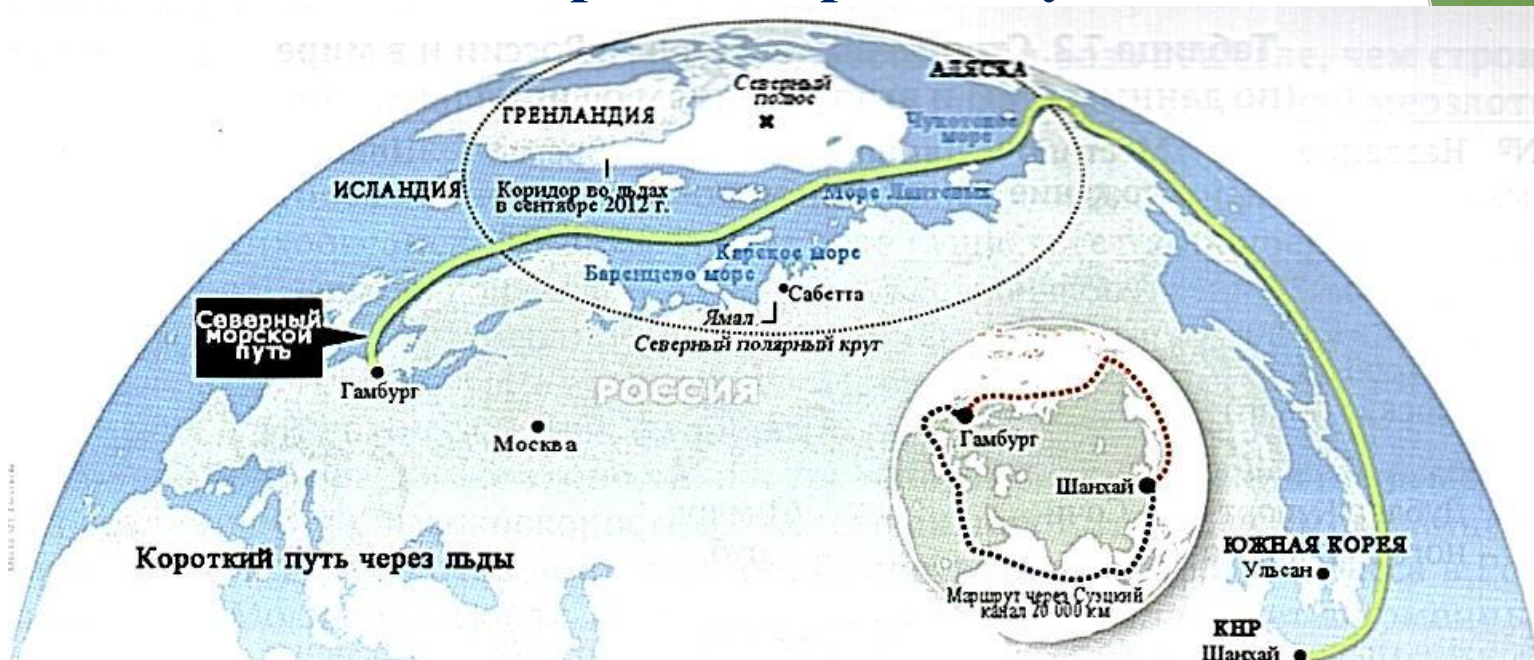 АЛЯСКА
Северный
полюс
ГРЕНЛАНДИЯ
Чукотское
море
ИСЛАНДИЯ
Коридор во льдах
в сентябре 2012 г.
Море Лаптевых
Карское море
Баренцево море
Сабетта
Ямал
Северный полярный круг
Северный
морской
путь
Гамбург
РОССИЯ
Москва
Гамбург
Шанхай
Короткий путь через льды
Маршрут через Суэцкий
канал 20 000 км
ЮЖНАЯ КОРЕЯ
Ульсан
КНР
Шанхай